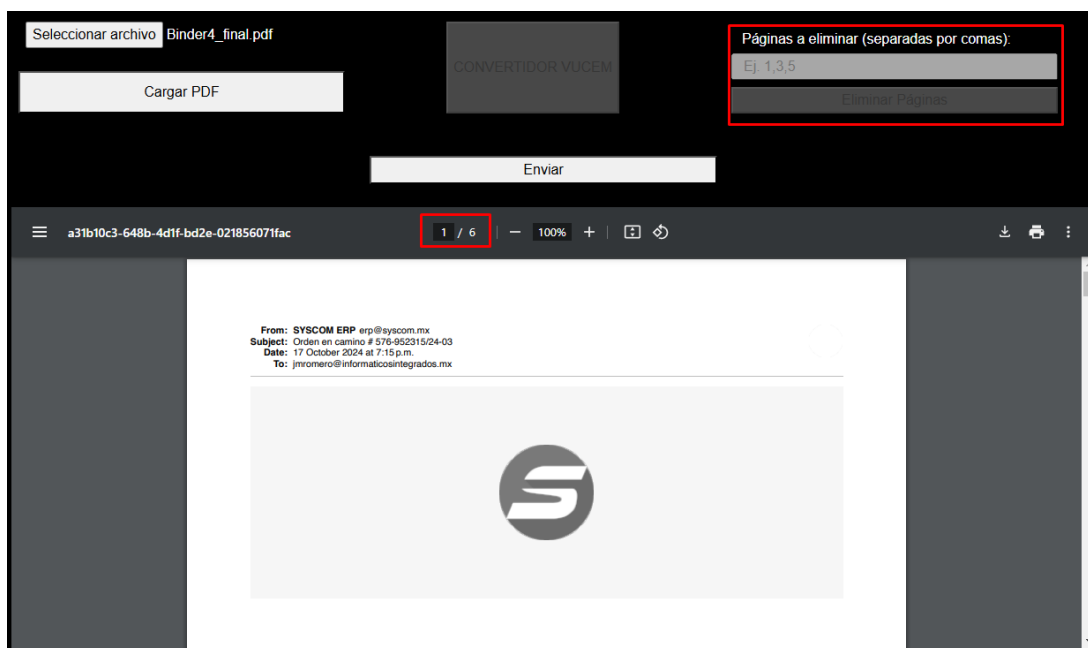 Seleccionar archivo Binder4_final.pdf
Cargar PDF
CONVERTIDOR VUCEM
Páginas a eliminar (separadas por comas):
Ej. 1,3,5
Eliminar Páginas
Enviar
a31b10c3-648b-4d1f-bd2e-021856071fac
1 / 6
100%
From: SYSCOM ERP erp@syscom.mx
Subject: Orden en camino # 576-952315/24-03
Date: 17 October 2024 at 7:15 p.m.
To: jmromero@informaticosintegrados.mx